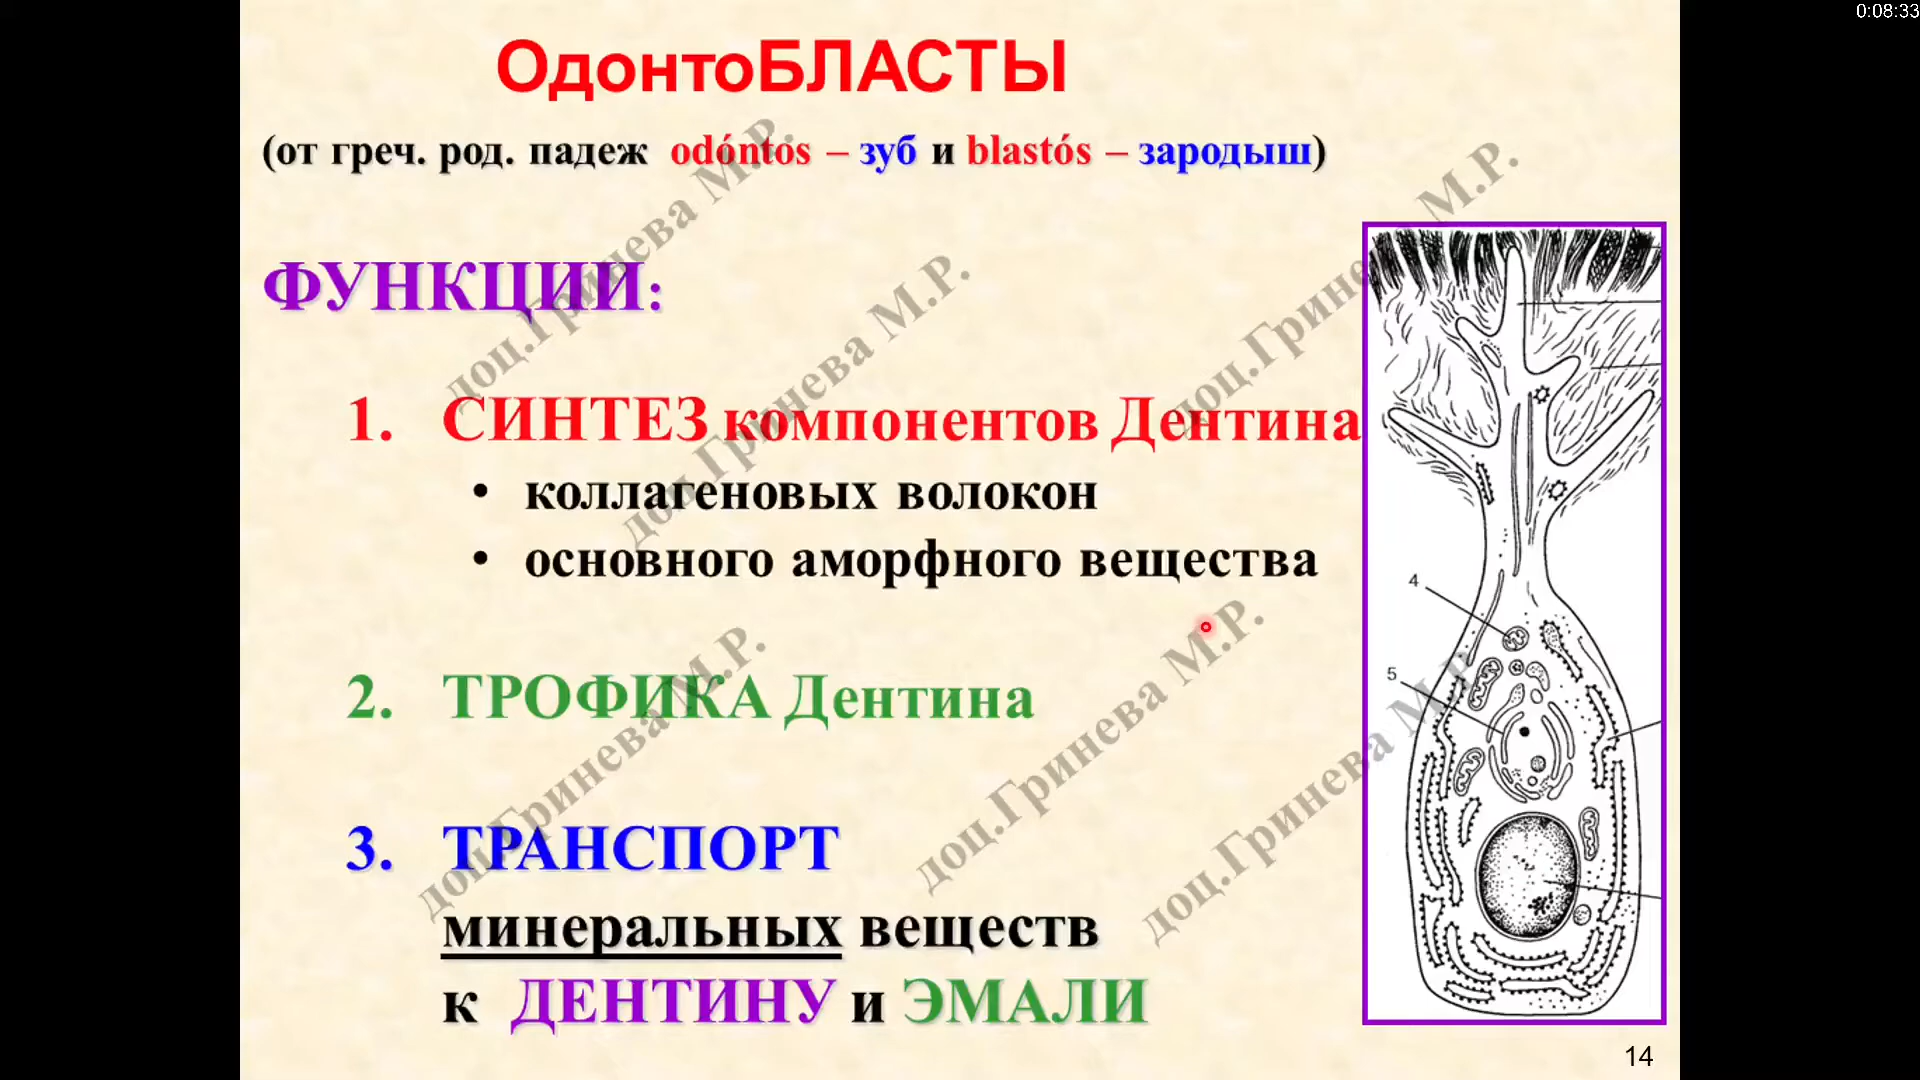 0:08:33
ОдонтоБЛАСТЫ
(от греч. род. падеж odóntos – зуб и blastós – зародыш)
ФУНКЦИИ:
1. СИНТЕЗ компонентов Дентина
• коллагеновых волокон
• основного аморфного вещества
2. ТРОФИКА Дентина
3. ТРАНСПОРТ
минеральных веществ
к ДЕНТИНУ и ЭМАЛИ
4
5
14
доц.Гринева М.Р.
доц.Гринева М.Р.
доц.Гринева М.Р.
доц.Гринева М.Р.
доц.Гринева М.Р.
доц.Гринева М.Р.